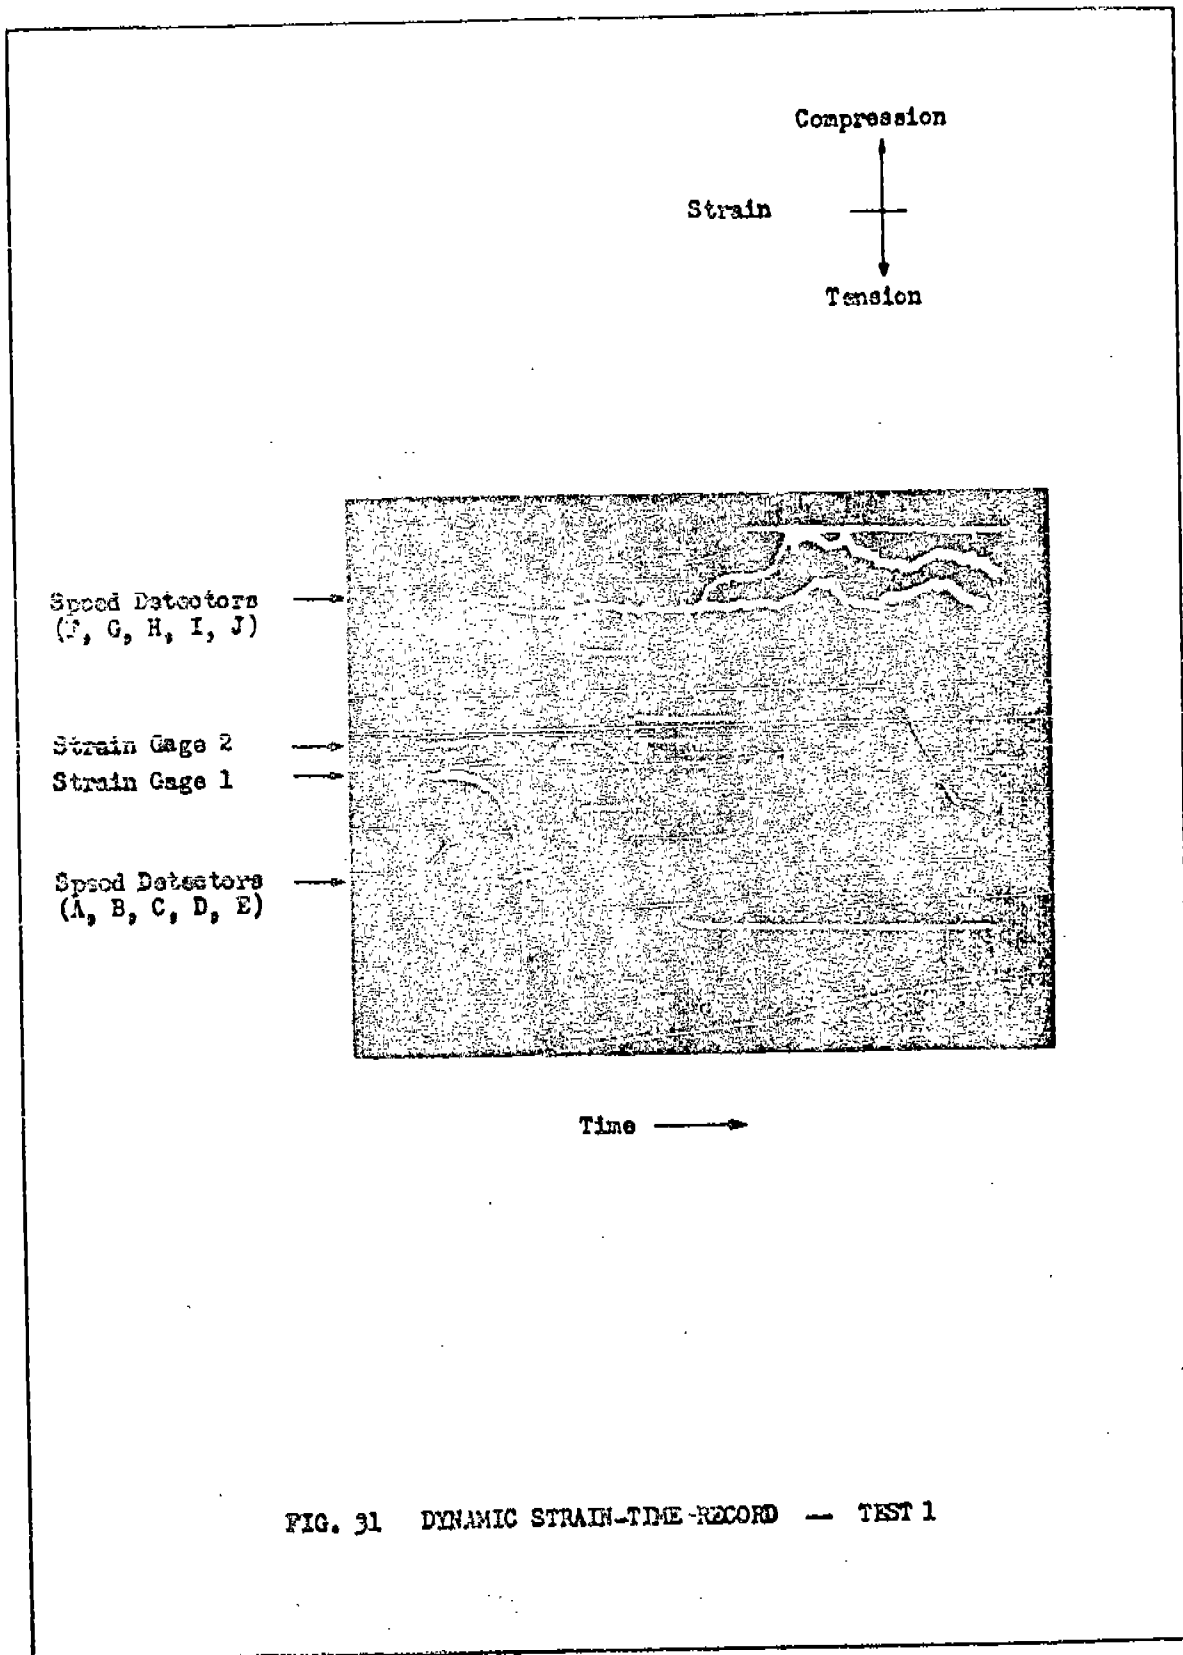 Compression
Strain
Tension
Speed Detectors
(F, G, H, I, J)
Strain Gage 2
Strain Gage 1
Speed Detectors
(A, B, C, D, E)
Time
FIG. 31 DYNAMIC STRAIN-TIME-RECORD — TEST 1